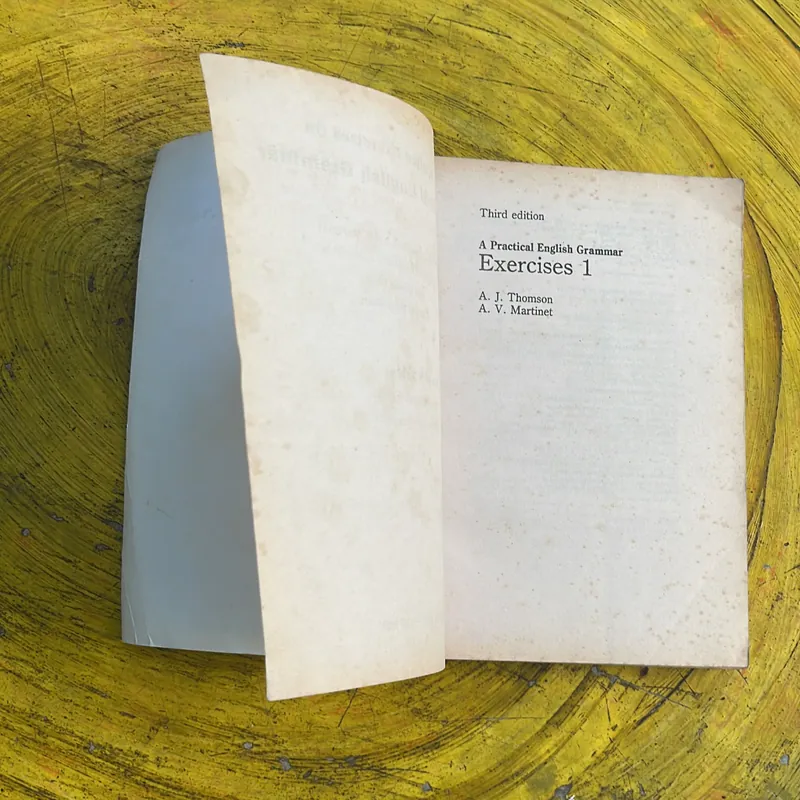 Third edition
A Practical English Grammar
Exercises 1
A. J. Thomson
A. V. Martinet